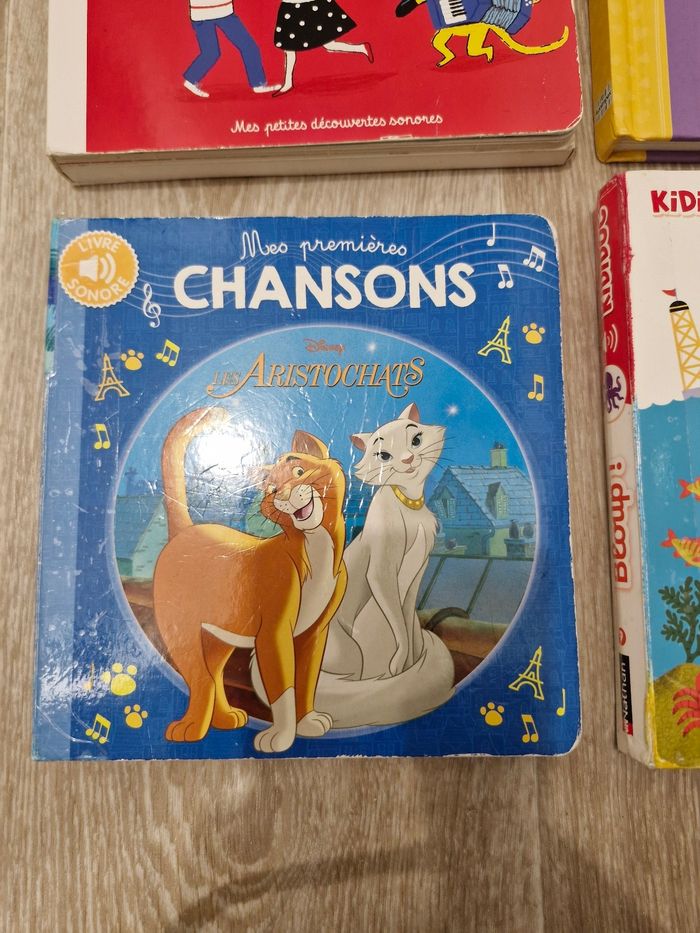 Mes petites découvertes sonores
LIVRE
SONORE
Mes premières
CHANSONS
Disney
LES ARISTOCHATS
KiDi
Nathan